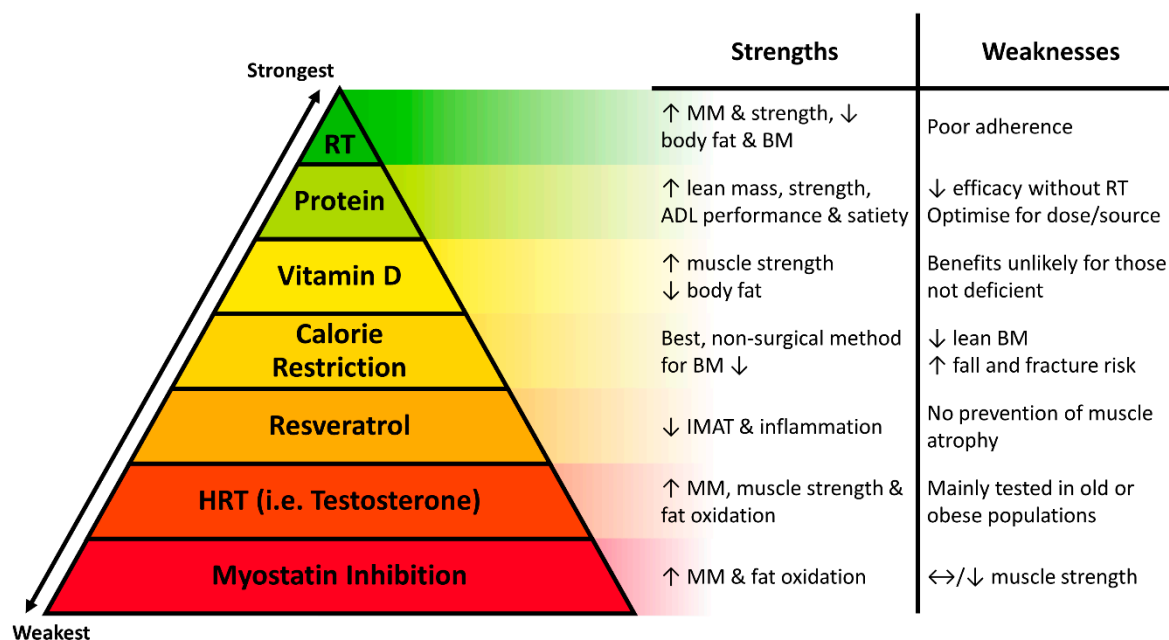 Strengths
Weaknesses
Strongest
RT
↑ MM & strength, ↓
body fat & BM
Poor adherence
Protein
↑ lean mass, strength,
ADL performance & satiety
↓ efficacy without RT
Optimise for dose/source
Vitamin D
↑ muscle strength
↓ body fat
Benefits unlikely for those
not deficient
Calorie
Restriction
Best, non-surgical method
for BM ↓
↓ lean BM
↑ fall and fracture risk
Resveratrol
↓ IMAT & inflammation
No prevention of muscle
atrophy
HRT (i.e. Testosterone)
↑ MM, muscle strength &
fat oxidation
Mainly tested in old or
obese populations
Myostatin Inhibition
↑ MM & fat oxidation
↔/↓ muscle strength
Weakest